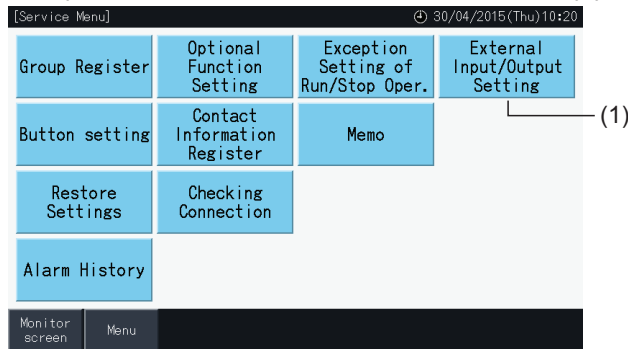 [Service Menu] 30/04/2015(Thu)10:20
Group Register
Optional
Function
Setting
Exception
Setting of
Run/Stop Oper.
External
Input/Output
Setting
(1)
Button setting
Contact
Information
Register
Memo
Restore
Settings
Checking
Connection
Alarm History
Monitor
screen
Menu